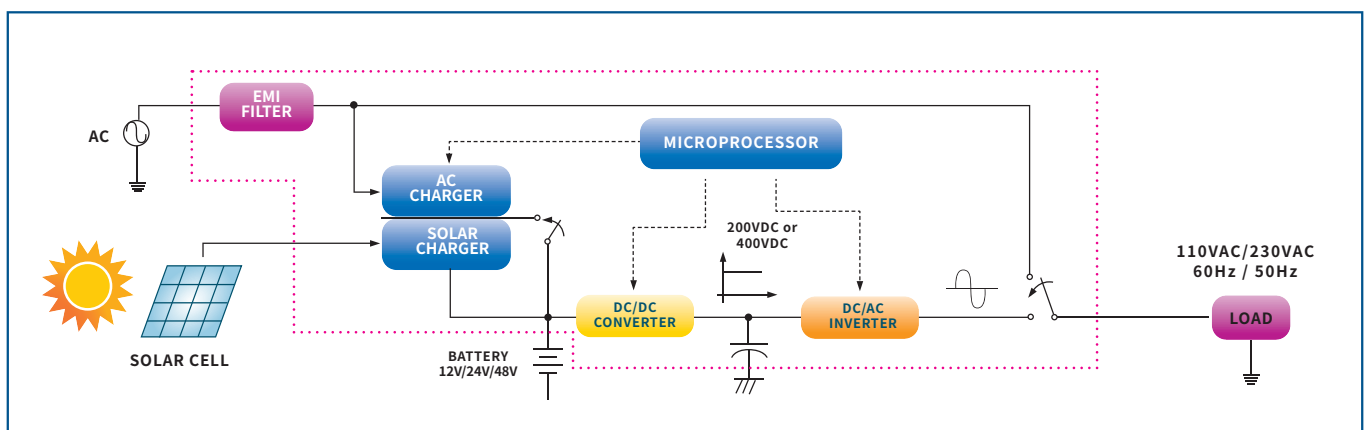 EMI
FILTER
AC
MICROPROCESSOR
AC
CHARGER
SOLAR
CHARGER
200VDC or
400VDC
110VAC/230VAC
60Hz / 50Hz
DC/DC
CONVERTER
DC/AC
INVERTER
LOAD
SOLAR CELL
BATTERY
12V/24V/48V